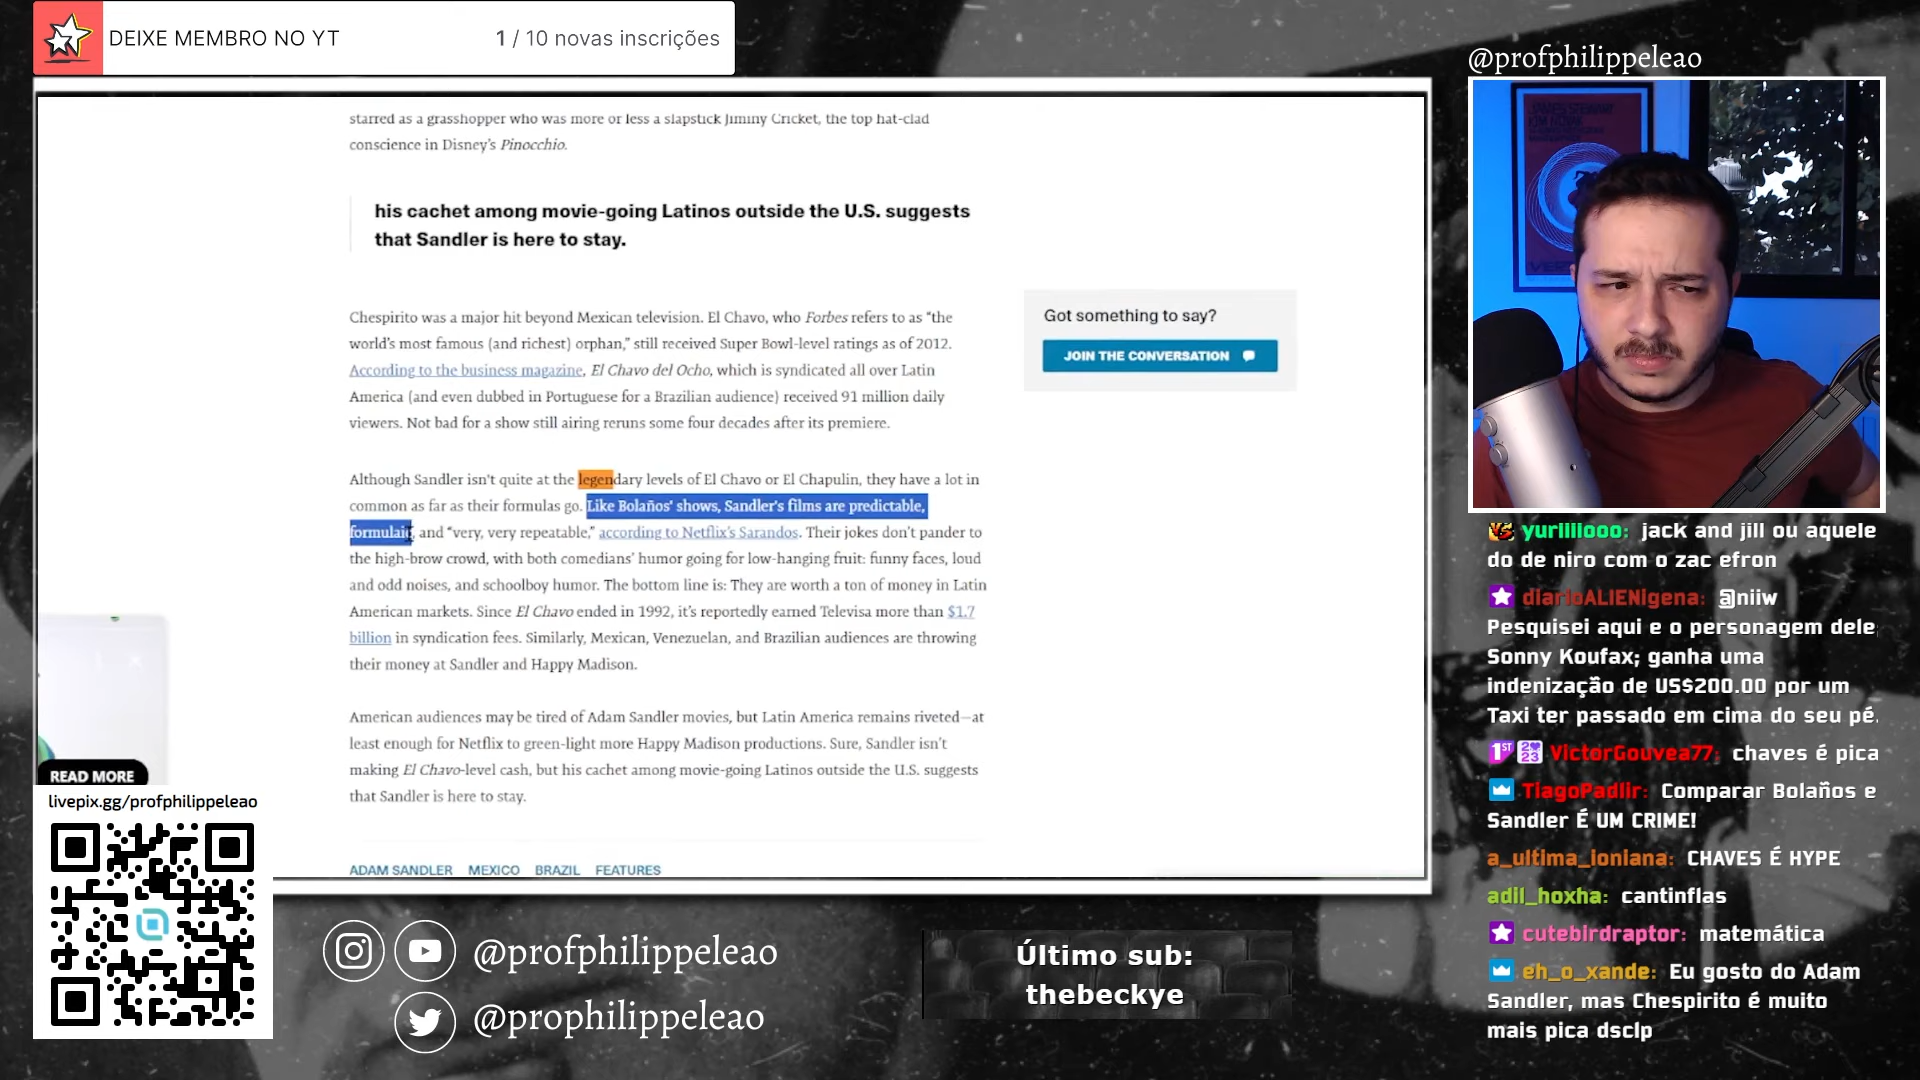 DEIXE MEMBRO NO YT
1 / 10 novas inscrições
@profphilippeleao
starred as a grasshopper who was more or less a slapstick Jiminy Cricket, the top hat-clad
conscience in Disney's Pinocchio.
his cachet among movie-going Latinos outside the U.S. suggests
that Sandler is here to stay.
Chespirito was a major hit beyond Mexican television. El Chavo, who Forbes refers to as “the
world's most famous (and richest) orphan,” still received Super Bowl-level ratings as of 2012.
According to the business magazine, El Chavo del Ocho, which is syndicated all over Latin
America (and even dubbed in Portuguese for a Brazilian audience) received 91 million daily
viewers. Not bad for a show still airing reruns some four decades after its premiere.
Got something to say?
JOIN THE CONVERSATION
Although Sandler isn't quite at the legendary levels of El Chavo or El Chapulin, they have a lot in
common as far as their formulas go. Like Bolaños' shows, Sandler's films are predictable,
formulaic, and “very, very repeatable,” according to Netflix's Sarandos. Their jokes don't pander to
the high-brow crowd, with both comedians' humor going for low-hanging fruit: funny faces, loud
and odd noises, and schoolboy humor. The bottom line is: They are worth a ton of money in Latin
American markets. Since El Chavo ended in 1992, it's reportedly earned Televisa more than $1.7
billion in syndication fees. Similarly, Mexican, Venezuelan, and Brazilian audiences are throwing
their money at Sandler and Happy Madison.
American audiences may be tired of Adam Sandler movies, but Latin America remains riveted—at
least enough for Netflix to green-light more Happy Madison productions. Sure, Sandler isn't
making El Chavo-level cash, but his cachet among movie-going Latinos outside the U.S. suggests
that Sandler is here to stay.
ADAM SANDLER MEXICO BRAZIL FEATURES
READ MORE
livepix.gg/profphilippeleao
@profphilippeleao
@prophilippeleao
Último sub:
thebeckye
JAMES STEWART
KIM NOVAK
yuriiiiooo: jack and jill ou aquele
do de niro com o zac efron
diarioALIENigena: @niiw
Pesquisei aqui e o personagem dele
Sonny Koufax; ganha uma
indenização de US$200.00 por um
Taxi ter passado em cima do seu pé.
1ST 2 23 VictorGouvea77: chaves é pica
TiagoPadlir: Comparar Bolaños e
Sandler É UM CRIME!
a_ultima_ioniana: CHAVES É HYPE
adil_hoxha: cantinflas
cutebirdraptor: matemática
eh_o_xande: Eu gosto do Adam
Sandler, mas Chespirito é muito
mais pica dsclp